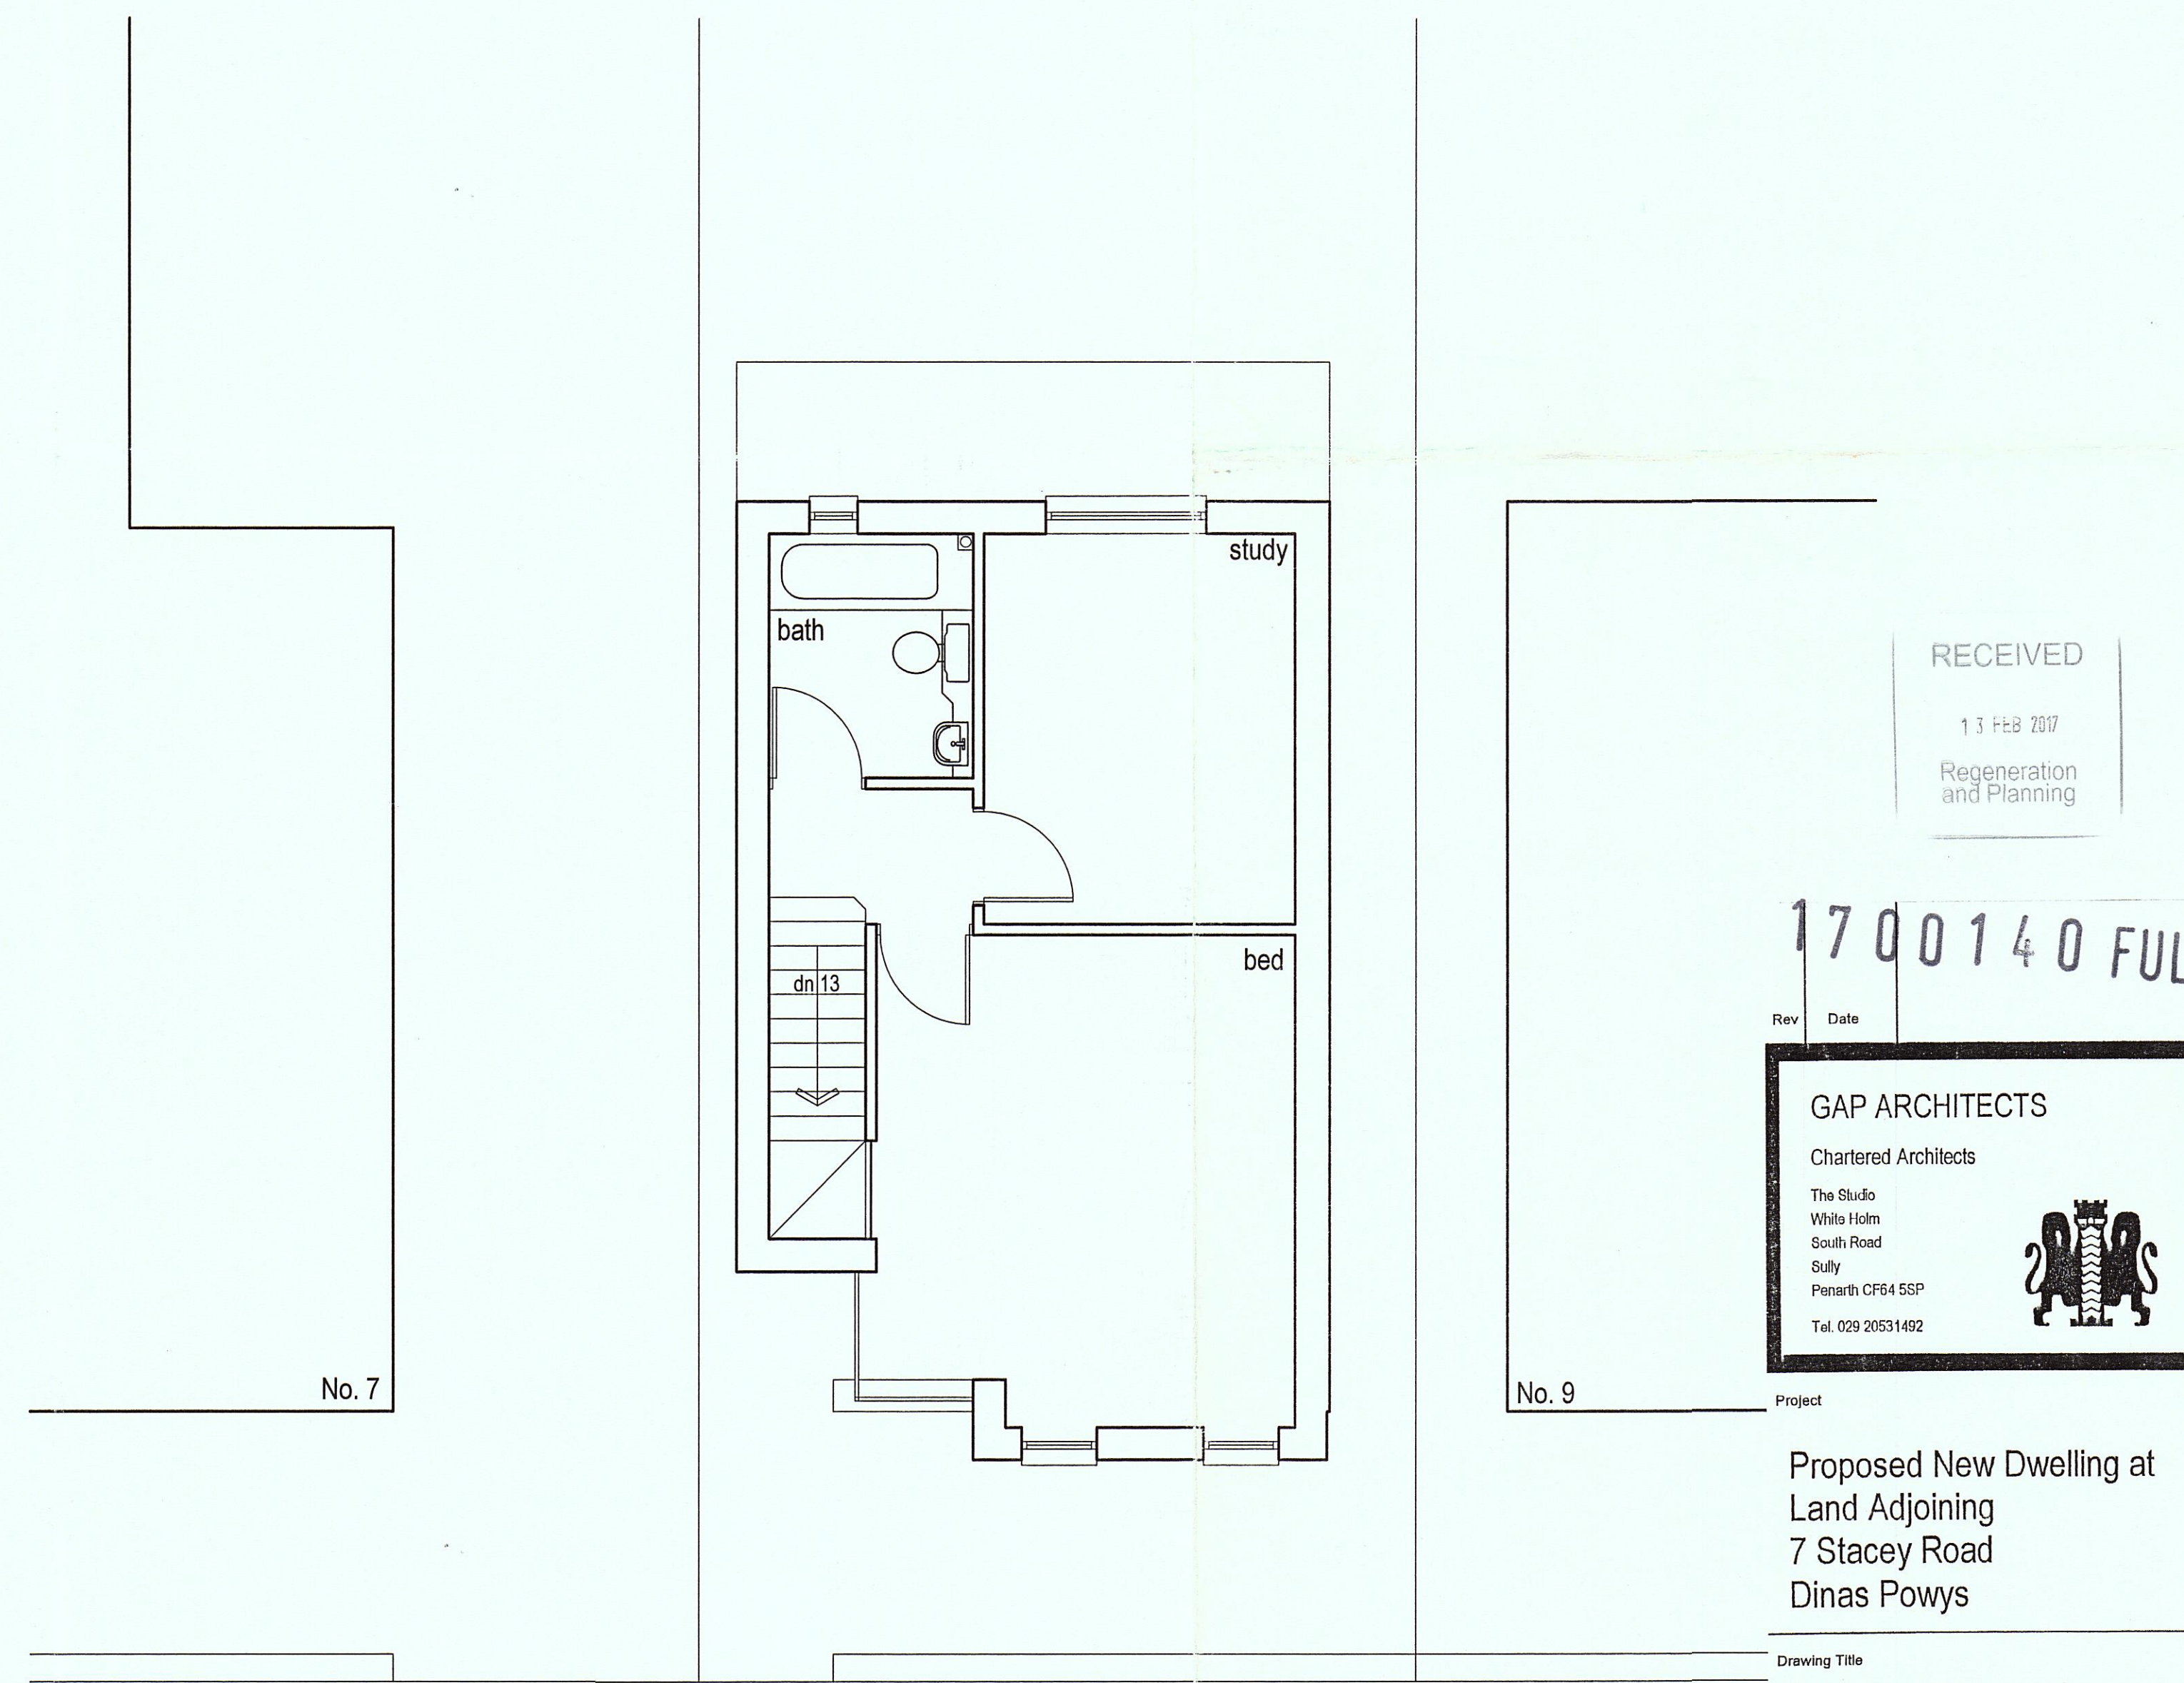 study
bath
bed
dn 13
No. 7
No. 9
RECEIVED
13 FEB 2017
Regeneration
and Planning
1700140 FUL
Rev Date
GAP ARCHITECTS
Chartered Architects
The Studio
White Holm
South Road
Sully
Penarth CF64 5SP
Tel. 029 20531492
Project
Proposed New Dwelling at
Land Adjoining
7 Stacey Road
Dinas Powys
Drawing Title